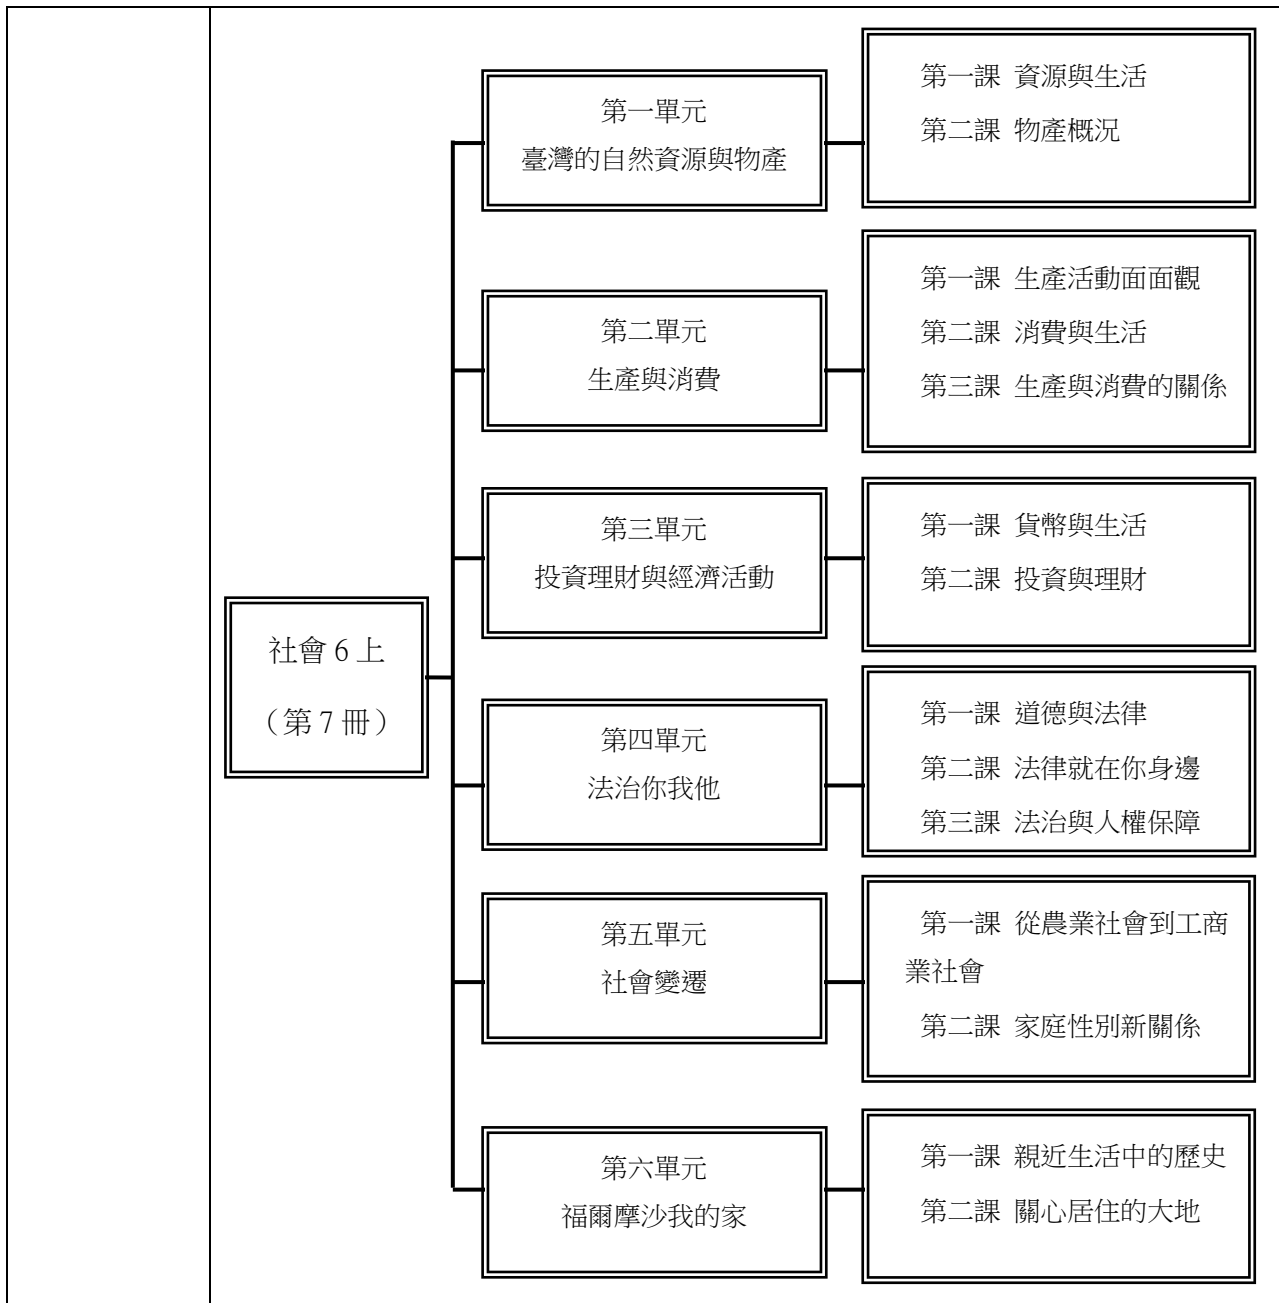 社會6上
（第7冊）
第一單元
臺灣的自然資源與物產
第一課 資源與生活
第二課 物產概況
第二單元
生產與消費
第一課 生產活動面面觀
第二課 消費與生活
第三課 生產與消費的關係
第三單元
投資理財與經濟活動
第一課 貨幣與生活
第二課 投資與理財
第四單元
法治你我他
第一課 道德與法律
第二課 法律就在你身邊
第三課 法治與人權保障
第五單元
社會變遷
第一課 從農業社會到工商
業社會
第二課 家庭性別新關係
第六單元
福爾摩沙我的家
第一課 親近生活中的歷史
第二課 關心居住的大地